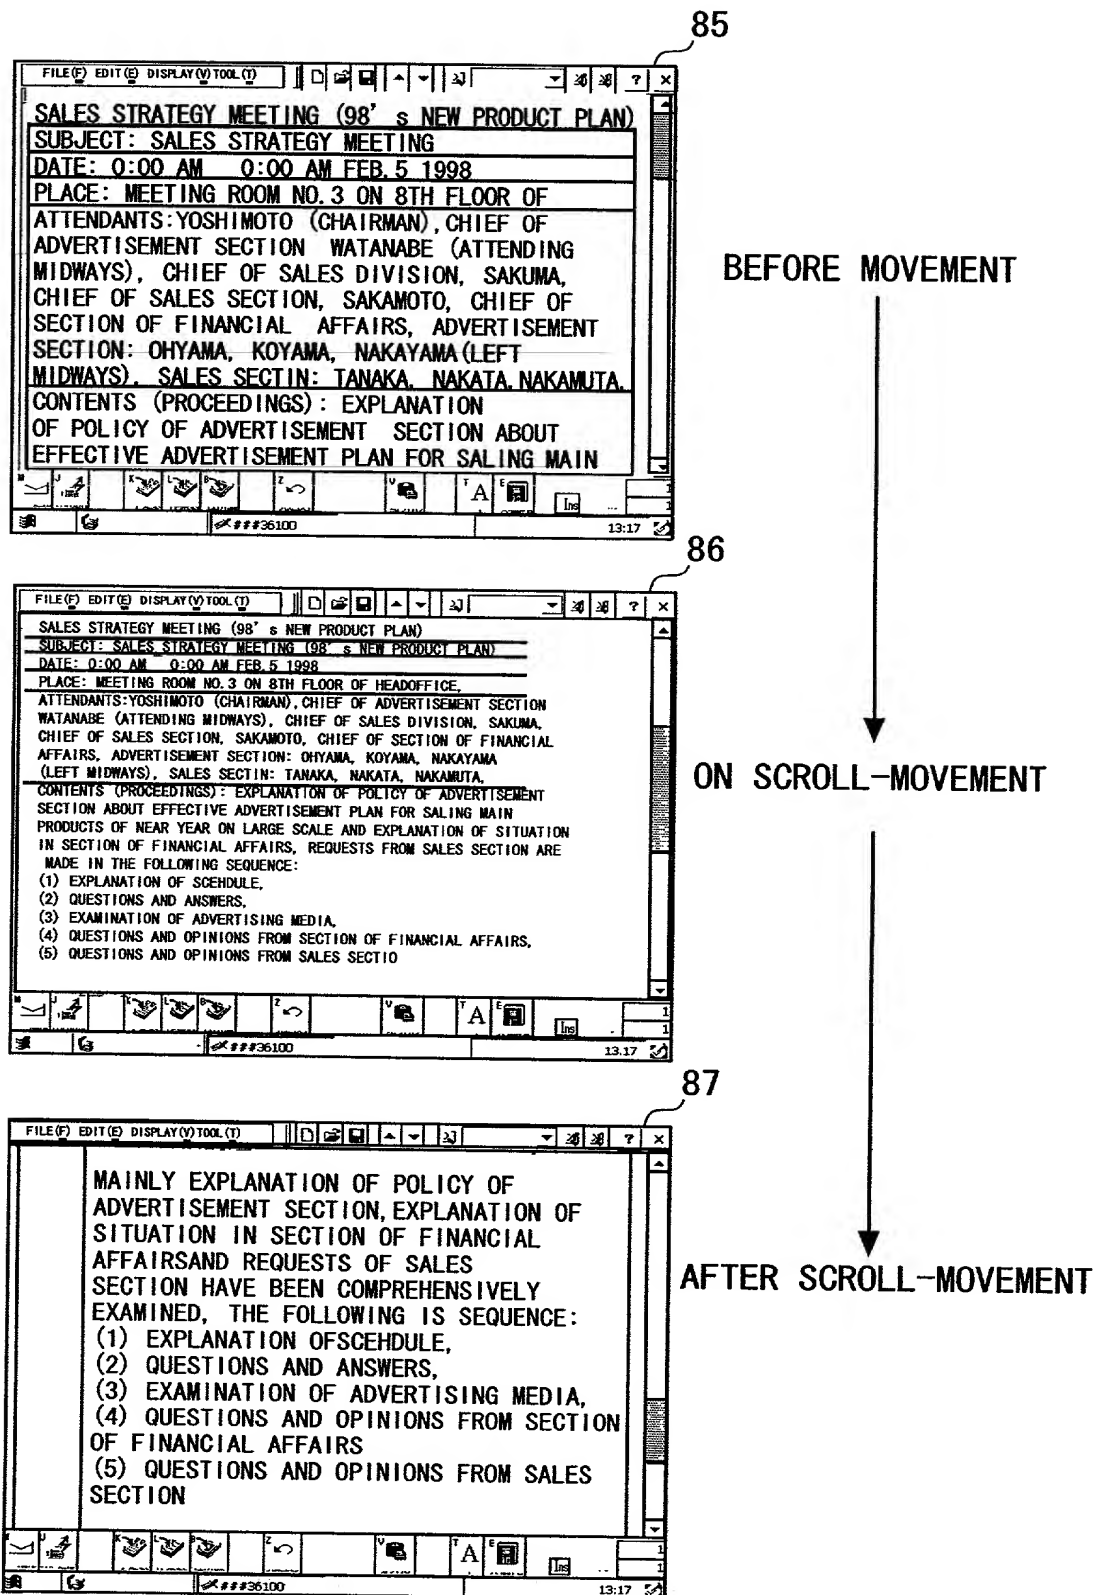 85
FILE(F) EDIT(E) DISPLAY(V) TOOL(T) ? ×
SALES STRATEGY MEETING (98' s NEW PRODUCT PLAN)
SUBJECT: SALES STRATEGY MEETING
DATE: 0:00 AM 0:00 AM FEB. 5 1998
PLACE: MEETING ROOM NO. 3 ON 8TH FLOOR OF
ATTENDANTS:YOSHIMOTO (CHAIRMAN), CHIEF OF
ADVERTISEMENT SECTION WATANABE (ATTENDING
MIDWAYS), CHIEF OF SALES DIVISION, SAKUMA,
CHIEF OF SALES SECTION, SAKAMOTO, CHIEF OF
SECTION OF FINANCIAL AFFAIRS, ADVERTISEMENT
SECTION: OHYAMA, KOYAMA, NAKAYAMA(LEFT
MIDWAYS), SALES SECTIN: TANAKA, NAKATA, NAKAMUTA,
CONTENTS (PROCEEDINGS): EXPLANATION
OF POLICY OF ADVERTISEMENT SECTION ABOUT
EFFECTIVE ADVERTISEMENT PLAN FOR SALING MAIN
M J K L B Z V T A E Ins ... 1
1
###36100 13:17
BEFORE MOVEMENT
86
FILE(F) EDIT(E) DISPLAY(V) TOOL(T) ? ×
SALES STRATEGY MEETING (98' s NEW PRODUCT PLAN)
SUBJECT: SALES STRATEGY MEETING (98' s NEW PRODUCT PLAN)
DATE: 0:00 AM 0:00 AM FEB. 5 1998
PLACE: MEETING ROOM NO. 3 ON 8TH FLOOR OF HEADOFFICE,
ATTENDANTS:YOSHIMOTO (CHAIRMAN), CHIEF OF ADVERTISEMENT SECTION
WATANABE (ATTENDING MIDWAYS), CHIEF OF SALES DIVISION, SAKUMA,
CHIEF OF SALES SECTION, SAKAMOTO, CHIEF OF SECTION OF FINANCIAL
AFFAIRS, ADVERTISEMENT SECTION: OHYAMA, KOYAMA, NAKAYAMA
(LEFT MIDWAYS), SALES SECTIN: TANAKA, NAKATA, NAKAMUTA,
CONTENTS (PROCEEDINGS): EXPLANATION OF POLICY OF ADVERTISEMENT
SECTION ABOUT EFFECTIVE ADVERTISEMENT PLAN FOR SALING MAIN
PRODUCTS OF NEAR YEAR ON LARGE SCALE AND EXPLANATION OF SITUATION
IN SECTION OF FINANCIAL AFFAIRS, REQUESTS FROM SALES SECTION ARE
MADE IN THE FOLLOWING SEQUENCE:
(1) EXPLANATION OF SCEHDULE,
(2) QUESTIONS AND ANSWERS,
(3) EXAMINATION OF ADVERTISING MEDIA,
(4) QUESTIONS AND OPINIONS FROM SECTION OF FINANCIAL AFFAIRS,
(5) QUESTIONS AND OPINIONS FROM SALES SECTIO
M J K L B Z V T A E Ins 1
1
###36100 13.17
ON SCROLL-MOVEMENT
87
FILE(F) EDIT(E) DISPLAY(V) TOOL(T) ? ×
MAINLY EXPLANATION OF POLICY OF
ADVERTISEMENT SECTION, EXPLANATION OF
SITUATION IN SECTION OF FINANCIAL
AFFAIRSAND REQUESTS OF SALES
SECTION HAVE BEEN COMPREHENSIVELY
EXAMINED, THE FOLLOWING IS SEQUENCE:
(1) EXPLANATION OFSCEHDULE,
(2) QUESTIONS AND ANSWERS,
(3) EXAMINATION OF ADVERTISING MEDIA,
(4) QUESTIONS AND OPINIONS FROM SECTION
OF FINANCIAL AFFAIRS
(5) QUESTIONS AND OPINIONS FROM SALES
SECTION
K L B Z V T A E Ins .. 1
1
###36100 13:17
AFTER SCROLL-MOVEMENT